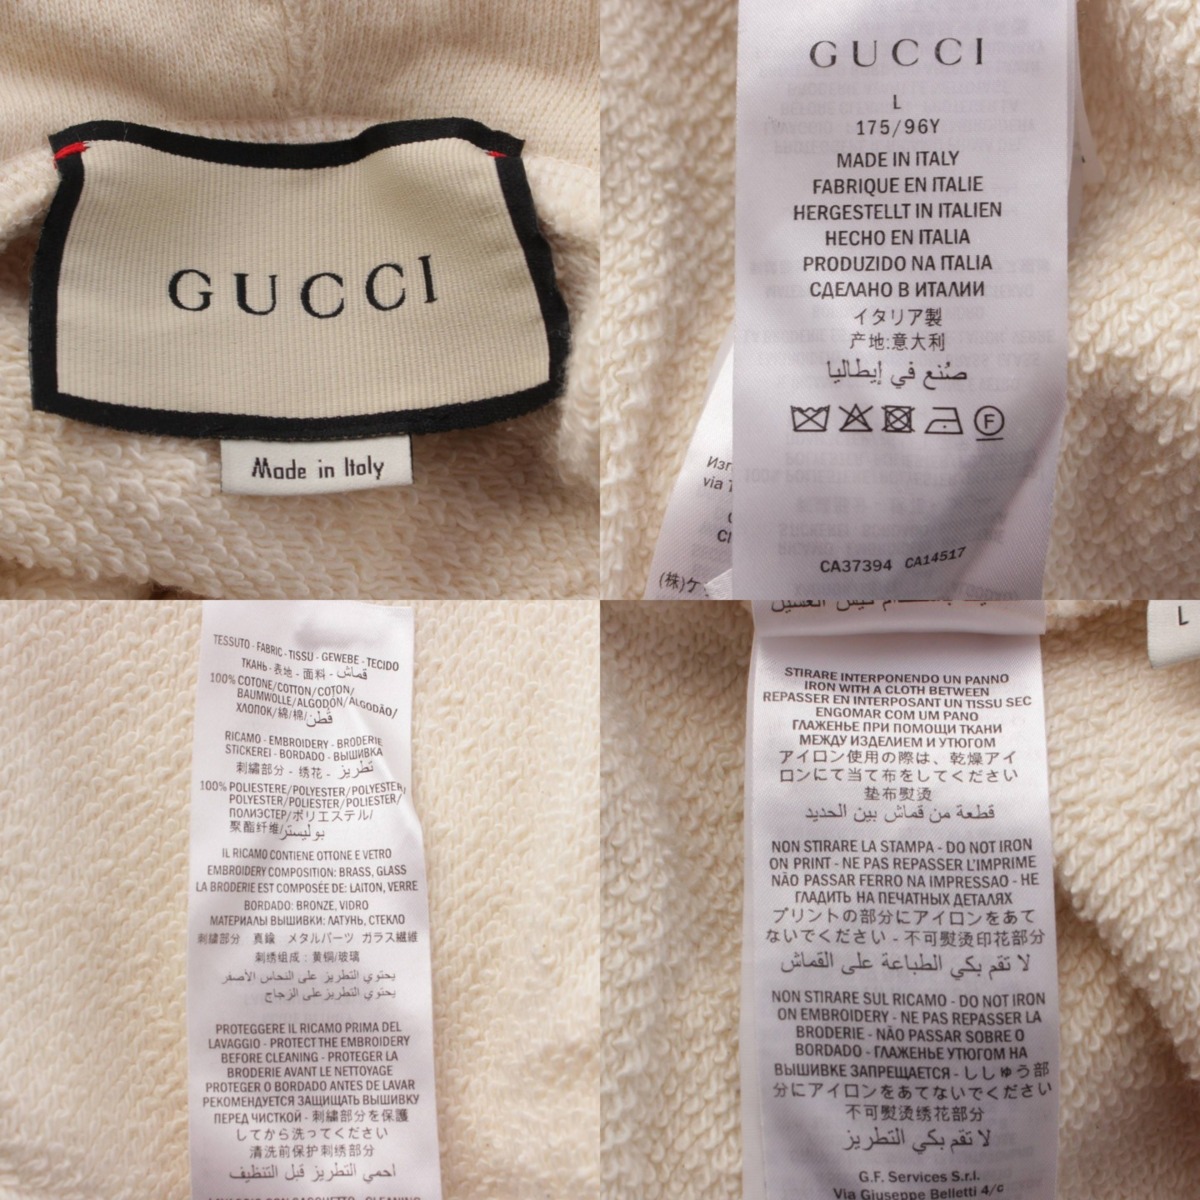 GUCCI
Made in Italy
GUCCI
L
175/96Y
MADE IN ITALY
FABRIQUE EN ITALIE
HERGESTELLT IN ITALIEN
HECHO EN ITALIA
PRODUZIDO NA ITALIA
СДЕЛАНО В ИТАЛИИ
イタリア製
产地:意大利
صُنع في إيطاليا
F
Изг
via
(株)ケ
CA37394 CA14517
TESSUTO - FABRIC - TISSU - GEWEBE - TECIDO
ТКАНЬ - 表地 - 面料 - قماش
100% COTONE/COTTON/COTON/
BAUMWOLLE/ALGODÓN/ALGODÃO/
ХЛОПОК/綿/棉/قطن
RICAMO - EMBROIDERY - BRODERIE
STICKEREI - BORDADO - ВЫШИВКА
刺繍部分 - 绣花 - تطريز
100% POLIESTERE/POLYESTER/POLYESTER/
POLYESTER/POLIESTER/POLIESTER/
ПОЛИЭСТЕР/ポリエステル/
聚酯纤维/بوليستر
IL RICAMO CONTIENE OTTONE E VETRO
EMBROIDERY COMPOSITION: BRASS, GLASS
LA BRODERIE EST COMPOSÉE DE: LAITON, VERRE
BORDADO: BRONZE, VIDRO
МАТЕРИАЛЫ ВЫШИВКИ: ЛАТУНЬ, СТЕКЛО
刺繍部分 真鍮 メタルパーツ ガラス繊維
刺绣组成：黄铜/玻璃
يحتوي التطريز على النحاس الأصفر
يحتوي التطريز على الزجاج
PROTEGGERE IL RICAMO PRIMA DEL
LAVAGGIO - PROTECT THE EMBROIDERY
BEFORE CLEANING - PROTEGER LA
BRODERIE AVANT LE NETTOYAGE
PROTEGER O BORDADO ANTES DE LAVAR
РЕКОМЕНДУЕТСЯ ЗАЩИЩАТЬ ВЫШИВКУ
ПЕРЕД ЧИСТКОЙ - 刺繍部分を保護
してから洗ってください
清洗前保护刺绣部分
احمي التطريز قبل التنظيف
L
STIRARE INTERPONENDO UN PANNO
IRON WITH A CLOTH BETWEEN
REPASSER EN INTERPOSANT UN TISSU SEC
ENGOMAR COM UM PANO
ГЛАЖЕНЬЕ ПРИ ПОМОЩИ ТКАНИ
МЕЖДУ ИЗДЕЛИЕМ И УТЮГОМ
アイロン使用の際は、乾燥アイ
ロンにて当て布をしてください
垫布熨烫
قطعة من قماش بين الحديد
NON STIRARE LA STAMPA - DO NOT IRON
ON PRINT - NE PAS REPASSER L'IMPRIME
NÃO PASSAR FERRO NA IMPRESSAO - НЕ
ГЛАДИТЬ НА ПЕЧАТНЫХ ДЕТАЛЯХ
プリントの部分にアイロンをあて
ないでください - 不可熨烫印花部分
لا تقم بكي الطباعة على القماش
NON STIRARE SUL RICAMO - DO NOT IRON
ON EMBROIDERY - NE PAS REPASSER LA
BRODERIE - NÃO PASSAR SOBRE O
BORDADO - ГЛАЖЕНЬЕ УТЮГОМ НА
ВЫШИВКЕ ЗАПРЕЩАЕТСЯ - ししゅう部
分にアイロンをあてないでください
不可熨烫绣花部分
لا تقم بكي التطريز
G.F. Services S.r.l.
Via Giuseppe Belletti 4/c